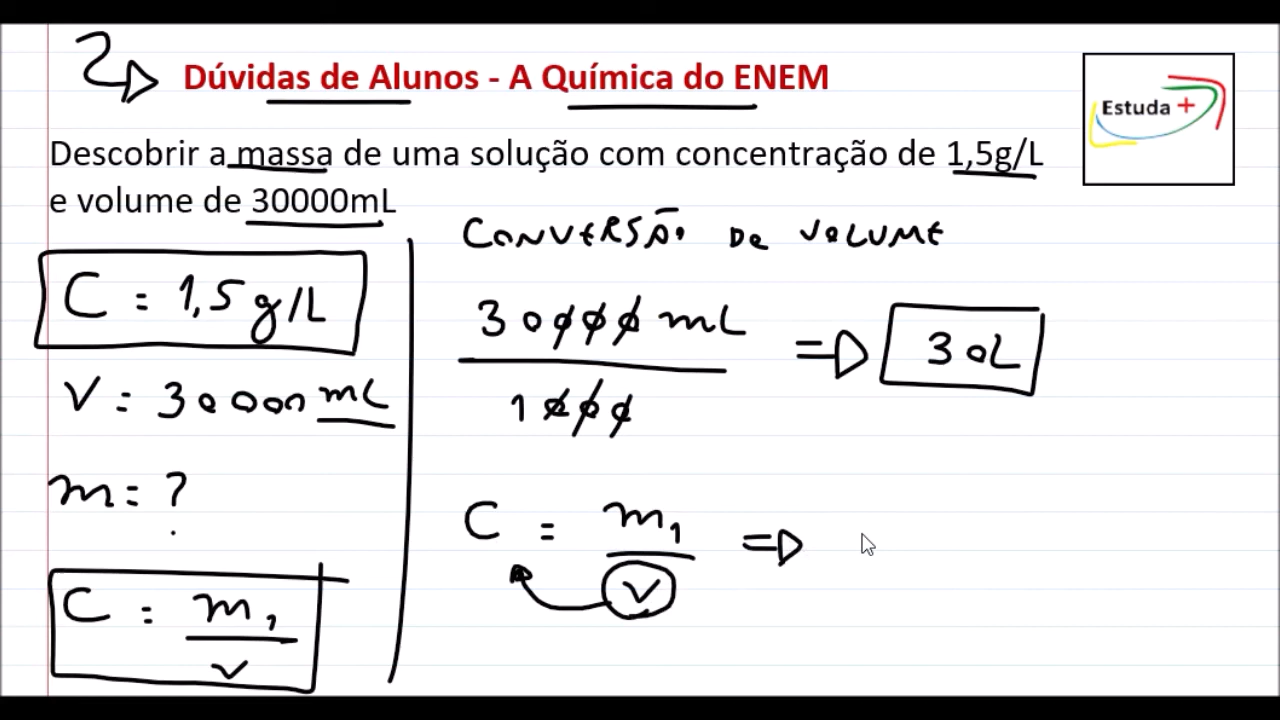 Dúvidas de Alunos - A Química do ENEM
Estuda +
Descobrir a massa de uma solução com concentração de 1,5g/L
e volume de 30000mL
C = 1,5 g/L
V = 30000 mL
m = ?
C = m1
V
CONVERSÃO DE VOLUME
30000 mL
1000
=> 30L
C = m1 =>
V